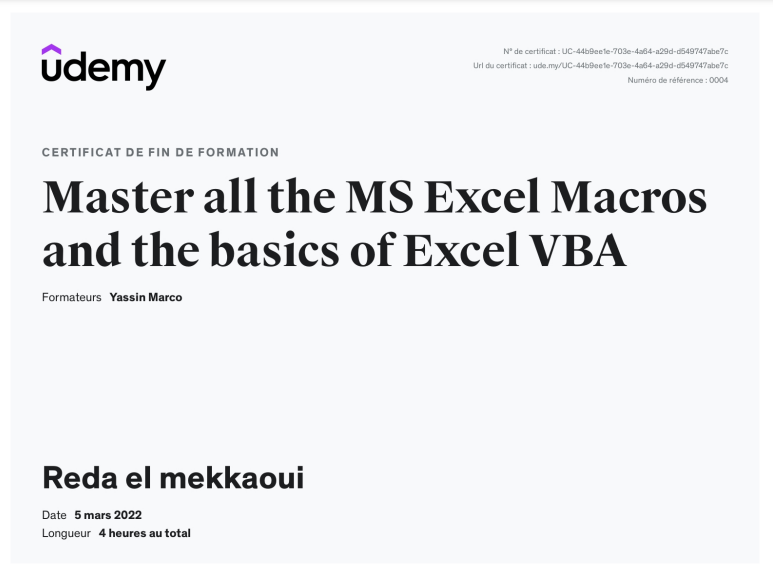 udemy
N° de certificat : UC-44b9ee1e-703e-4a64-a29d-d549747abe7c
Url du certificat : ude.my/UC-44b9ee1e-703e-4a64-a29d-d549747abe7c
Numéro de référence : 0004
CERTIFICAT DE FIN DE FORMATION
Master all the MS Excel Macros
and the basics of Excel VBA
Formateurs Yassin Marco
Reda el mekkaoui
Date 5 mars 2022
Longueur 4 heures au total